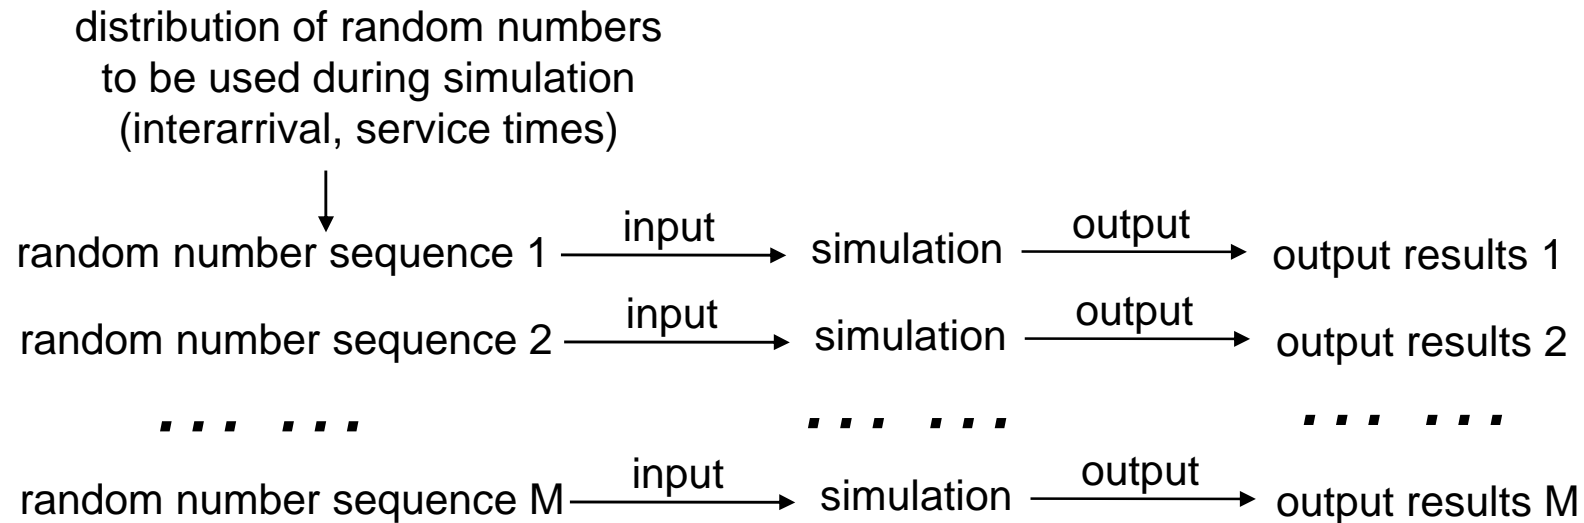 distribution of random numbers
to be used during simulation
(interarrival, service times)
random number sequence 1 input simulation output output results 1
random number sequence 2 input simulation output output results 2
... ... ... ... ... ...
random number sequence M input simulation output output results M